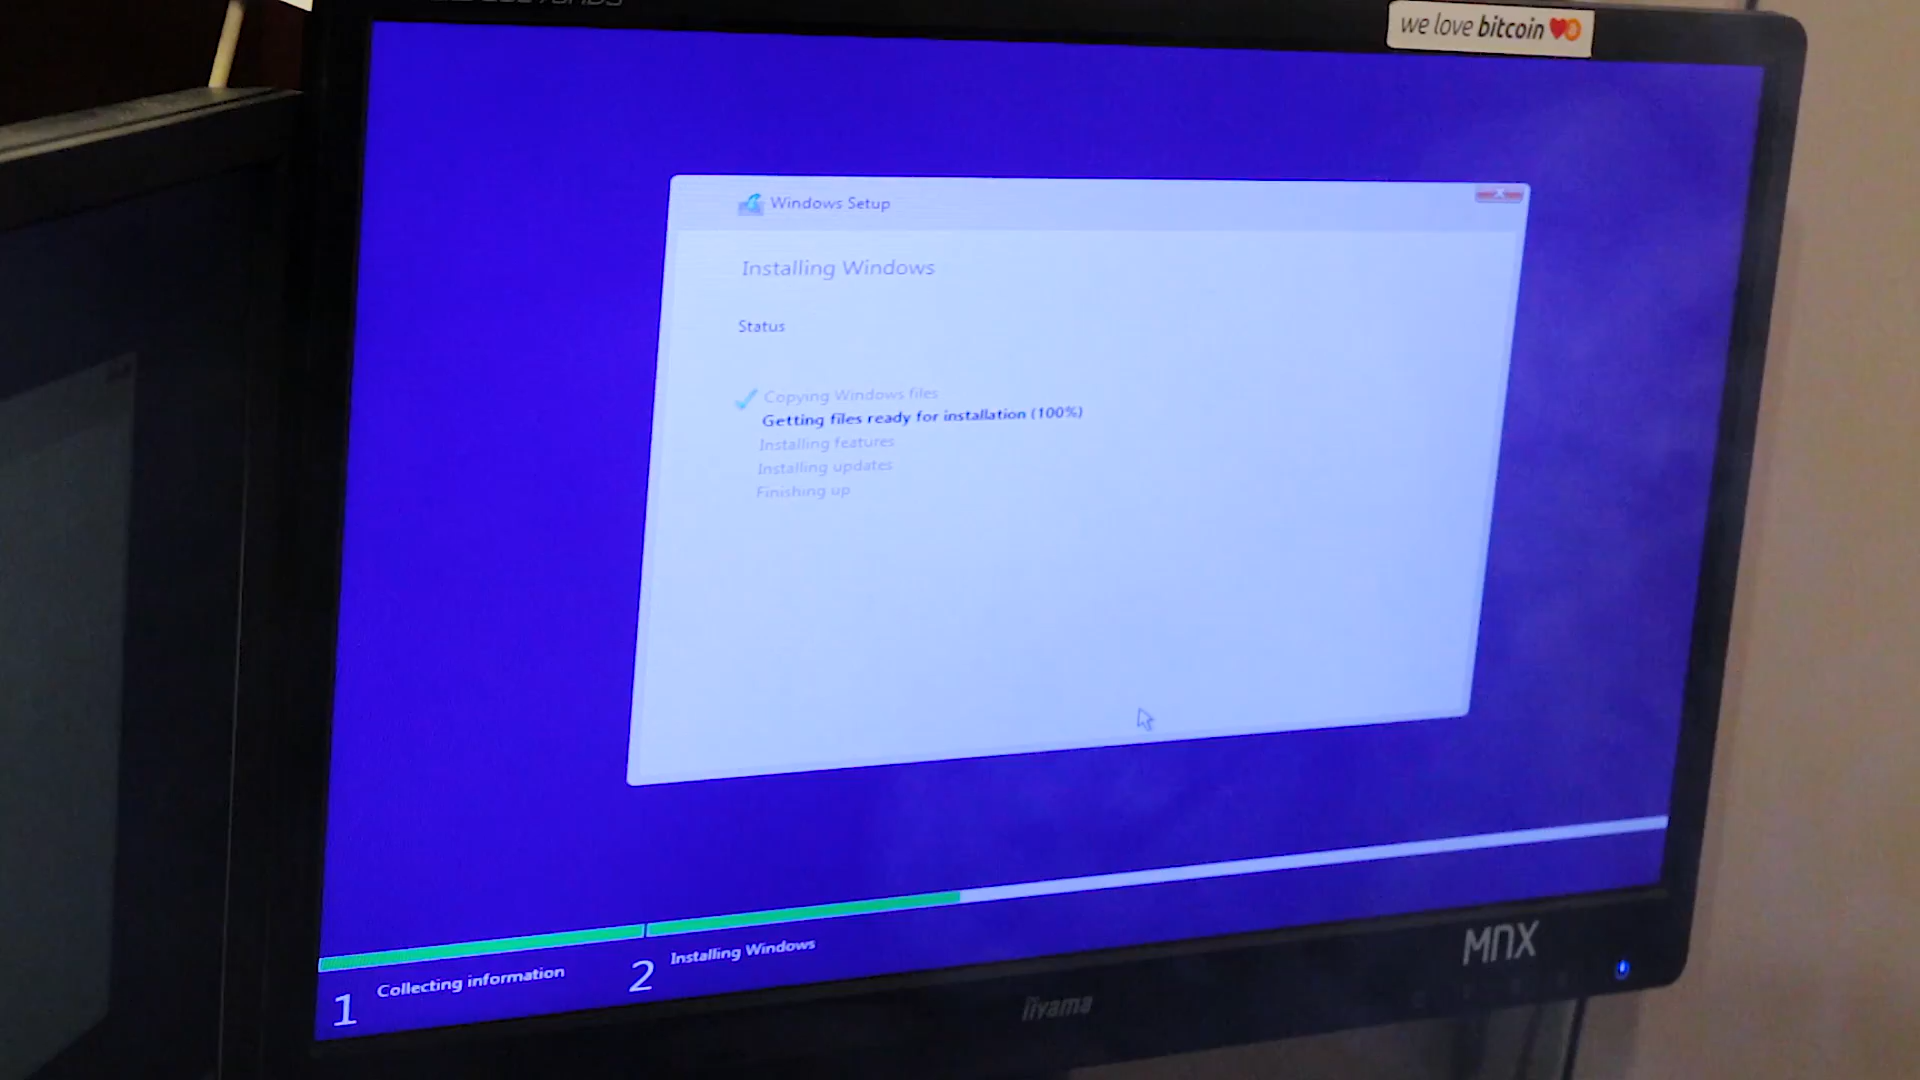 we love bitcoin
Windows Setup
Installing Windows
Status
Copying Windows files
Getting files ready for installation (100%)
Installing features
Installing updates
Finishing up
1 Collecting information
2 Installing Windows
MNX
iiyama